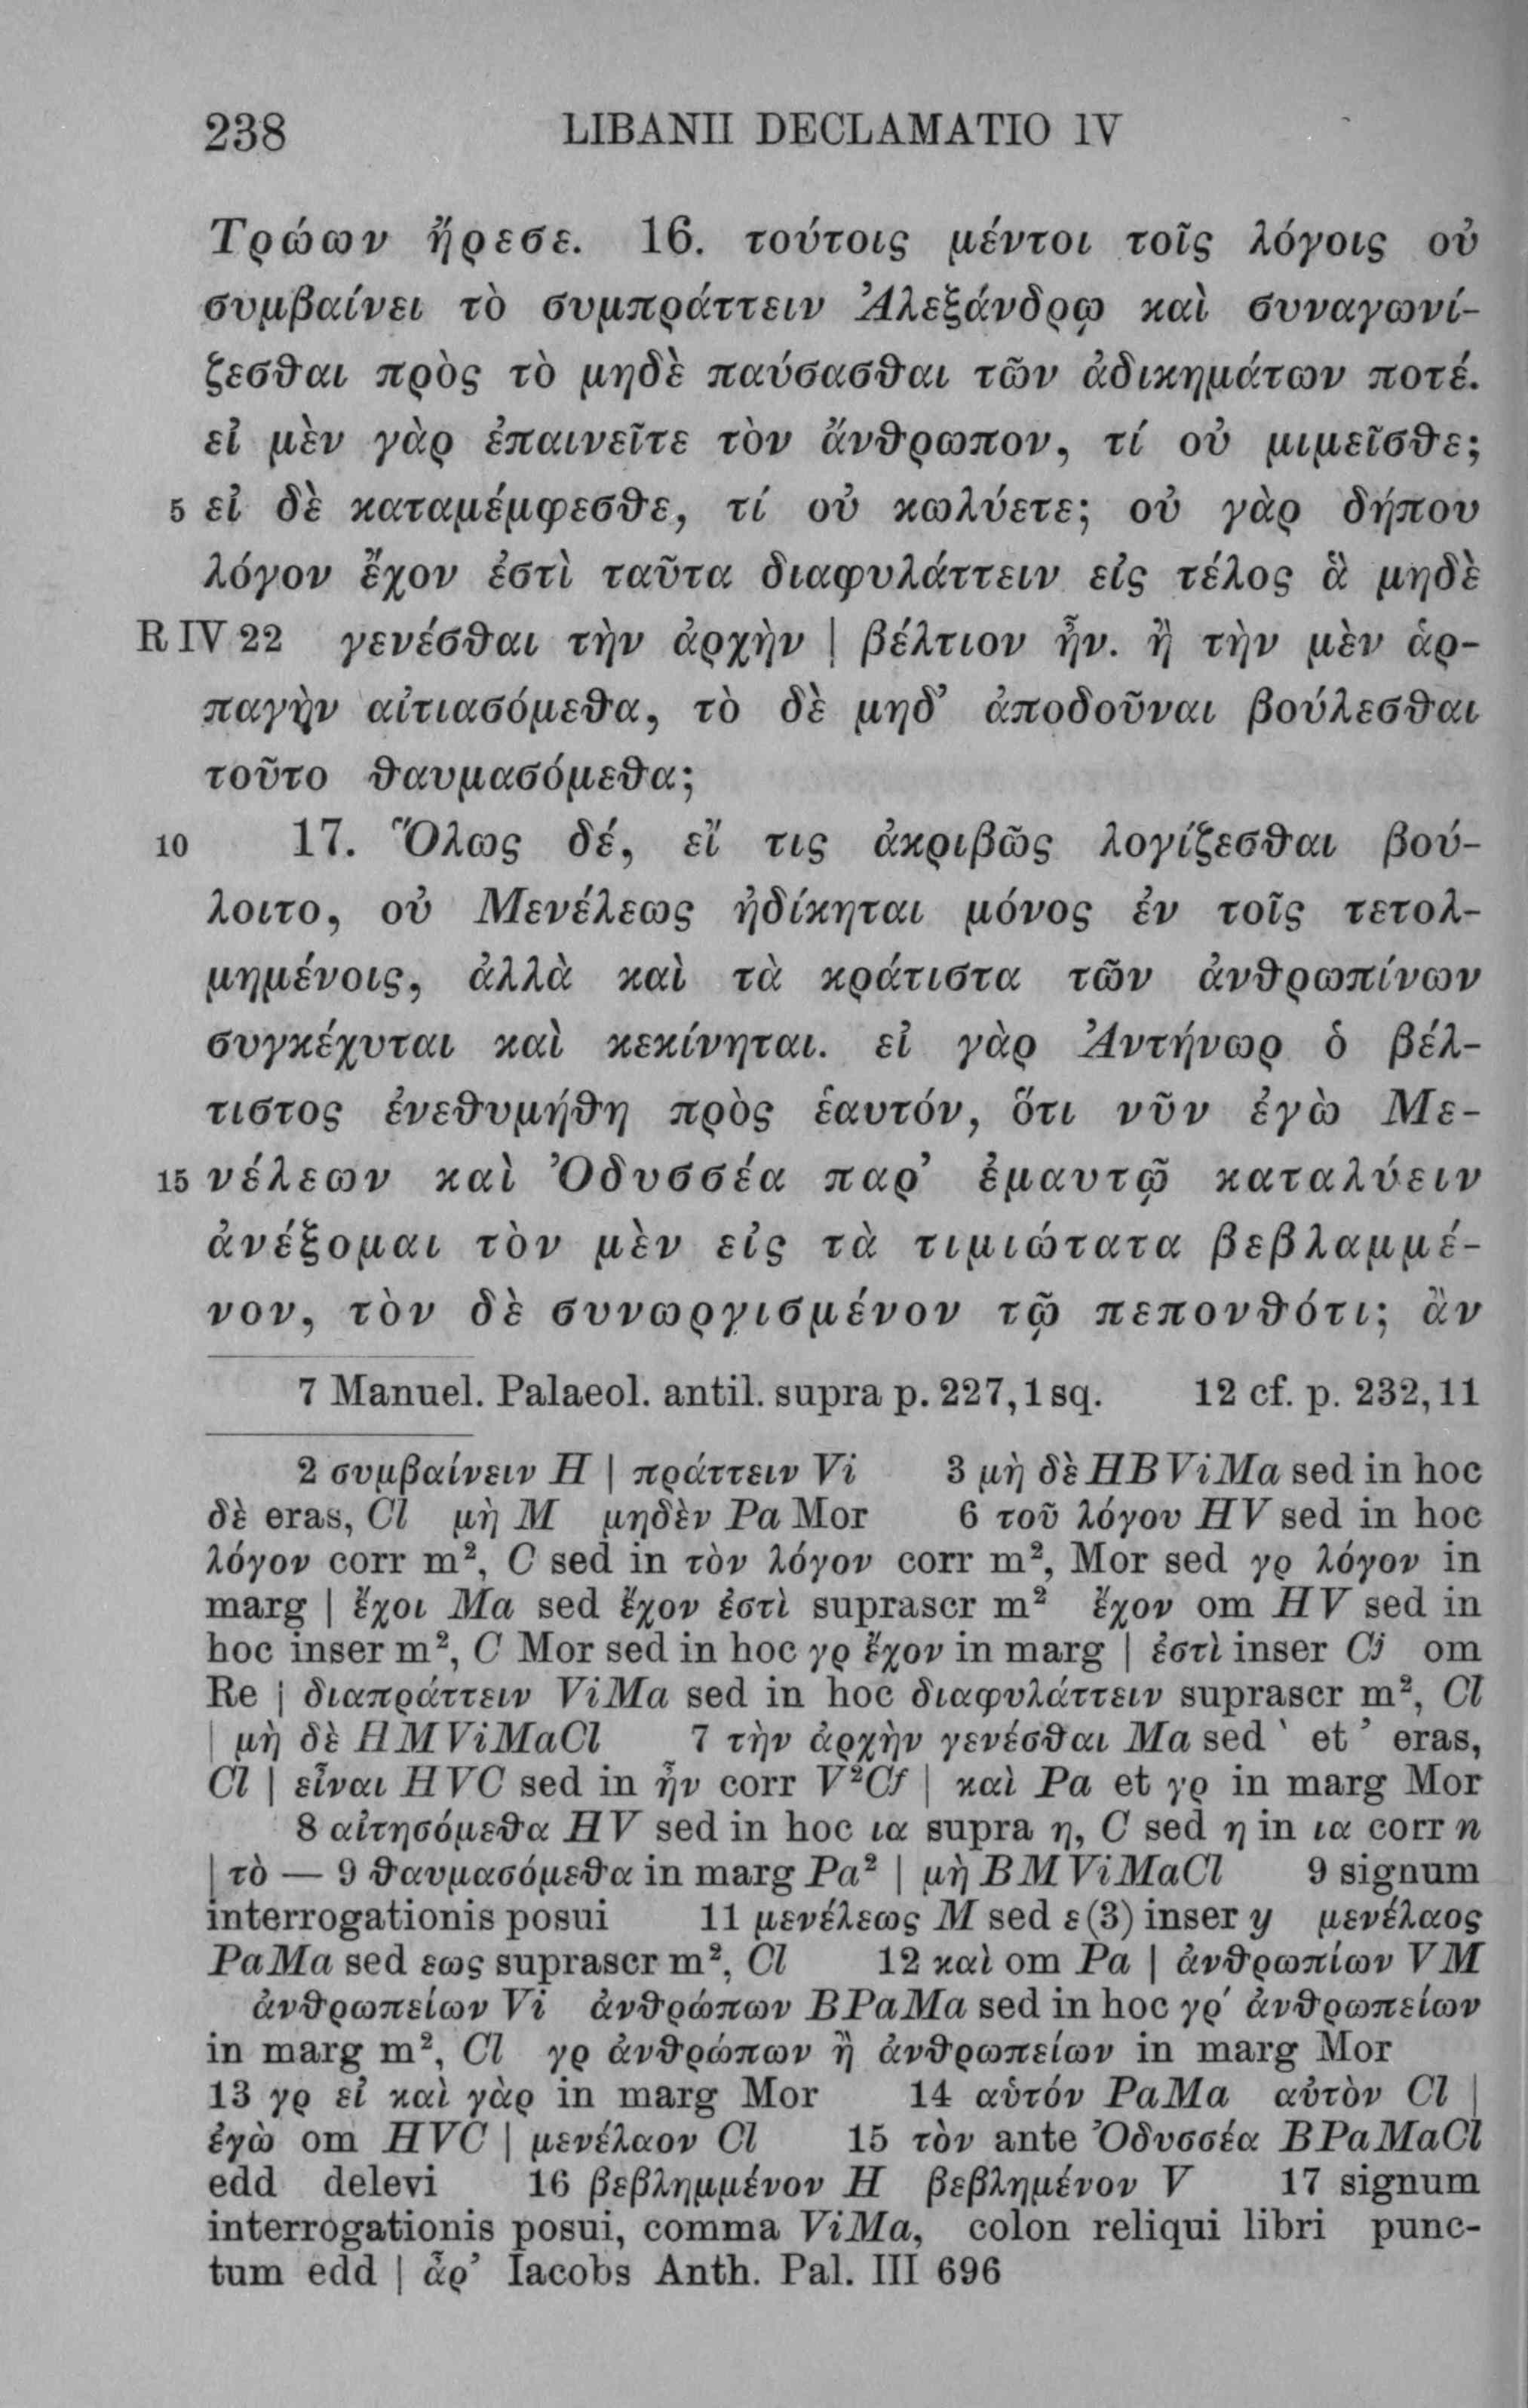 238 LIBANII DECLAMATIO IV
Τρώων ἤρεσε. 16. τούτοις μέντοι τοῖς λόγοις οὐ
συμβαίνει τὸ συμπράττειν Ἀλεξάνδρῳ καὶ συναγωνί-
ζεσθαι πρὸς τὸ μηδὲ παύσασθαι τῶν ἀδικημάτων ποτέ.
εἰ μὲν γὰρ ἐπαινεῖτε τὸν ἄνθρωπον, τί οὐ μιμεῖσθε;
5 εἰ δὲ καταμέμφεσθε, τί οὐ κωλύετε; οὐ γὰρ δήπου
λόγον ἔχον ἐστὶ ταῦτα διαφυλάττειν εἰς τέλος ἃ μηδὲ
R IV 22 γενέσθαι τὴν ἀρχὴν | βέλτιον ἦν. ἢ τὴν μὲν ἁρ-
παγὴν αἰτιασόμεθα, τὸ δὲ μηδ’ ἀποδοῦναι βούλεσθαι
τοῦτο θαυμασόμεθα;
10 17. Ὅλως δέ, εἴ τις ἀκριβῶς λογίζεσθαι βού-
λοιτο, οὐ Μενέλεως ἠδίκηται μόνος ἐν τοῖς τετολ-
μημένοις, ἀλλὰ καὶ τὰ κράτιστα τῶν ἀνθρωπίνων
συγκέχυται καὶ κεκίνηται. εἰ γὰρ Ἀντήνωρ ὁ βέλ-
τιστος ἐνεθυμήθη πρὸς ἑαυτόν, ὅτι νῦν ἐγὼ Με-
15 νέλεων καὶ Ὀδυσσέα παρ’ ἐμαυτῷ καταλύειν
ἀνέξομαι τὸν μὲν εἰς τὰ τιμιώτατα βεβλαμμέ-
νον, τὸν δὲ συνωργισμένον τῷ πεπονθότι; ἂν
7 Manuel. Palaeol. antil. supra p. 227,1 sq. 12 cf. p. 232,11
2 συμβαίνειν H | πράττειν Vi 3 μὴ δὲ HBViMa sed in hoc
δὲ eras, Cl μὴ M μηδὲν Pa Mor 6 τοῦ λόγου HV sed in hoc
λόγον corr m², C sed in τὸν λόγον corr m², Mor sed γρ λόγον in
marg | ἔχοι Ma sed ἔχον ἐστὶ suprascr m² ἔχον om HV sed in
hoc inser m², C Mor sed in hoc γρ ἔχον in marg | ἐστὶ inser C⁵ om
Re | διαπράττειν ViMa sed in hoc διαφυλάττειν suprascr m², Cl
| μὴ δὲ HMViMaCl 7 τὴν ἀρχὴν γενέσθαι Ma sed ‵ et ’ eras,
Cl | εἶναι HVC sed in ἦν corr V²Cf | καὶ Pa et γρ in marg Mor
8 αἰτησόμεθα HV sed in hoc ια supra η, C sed η in ια corr n
| τὸ — 9 θαυμασόμεθα in marg Pa² | μὴ BMViMaCl 9 signum
interrogationis posui 11 μενέλεως M sed ε(3) inser y μενέλαος
PaMa sed εως suprascr m², Cl 12 καὶ om Pa | ἀνθρωπίων VM
ἀνθρωπείων Vi ἀνθρώπων BPaMa sed in hoc γρ′ ἀνθρωπείων
in marg m², Cl γρ ἀνθρώπων ἢ ἀνθρωπείων in marg Mor
13 γρ εἰ καὶ γὰρ in marg Mor 14 αὑτόν PaMa αὐτὸν Cl |
ἐγὼ om HVC | μενέλαον Cl 15 τὸν ante Ὀδυσσέα BPaMaCl
edd delevi 16 βεβλημμένον H βεβλημένον V 17 signum
interrogationis posui, comma ViMa, colon reliqui libri punc-
tum edd | ἆρ’ Iacobs Anth. Pal. III 696